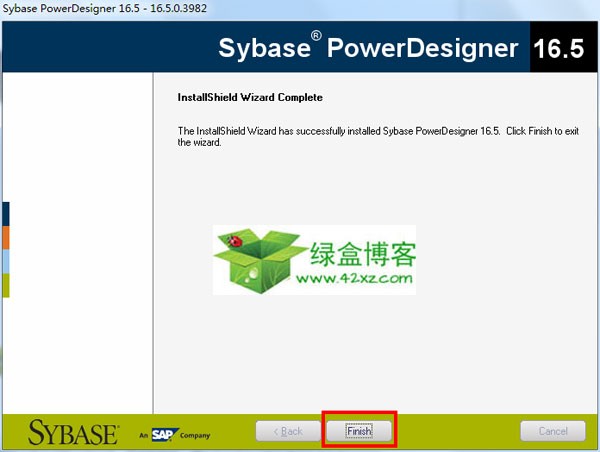 Sybase PowerDesigner 16.5 - 16.5.0.3982
Sybase® PowerDesigner 16.5
InstallShield Wizard Complete
The InstallShield Wizard has successfully installed Sybase PowerDesigner 16.5. Click Finish to exit
the wizard.
绿盒博客
www.42xz.com
SYBASE® An SAP Company < Back Finish Cancel